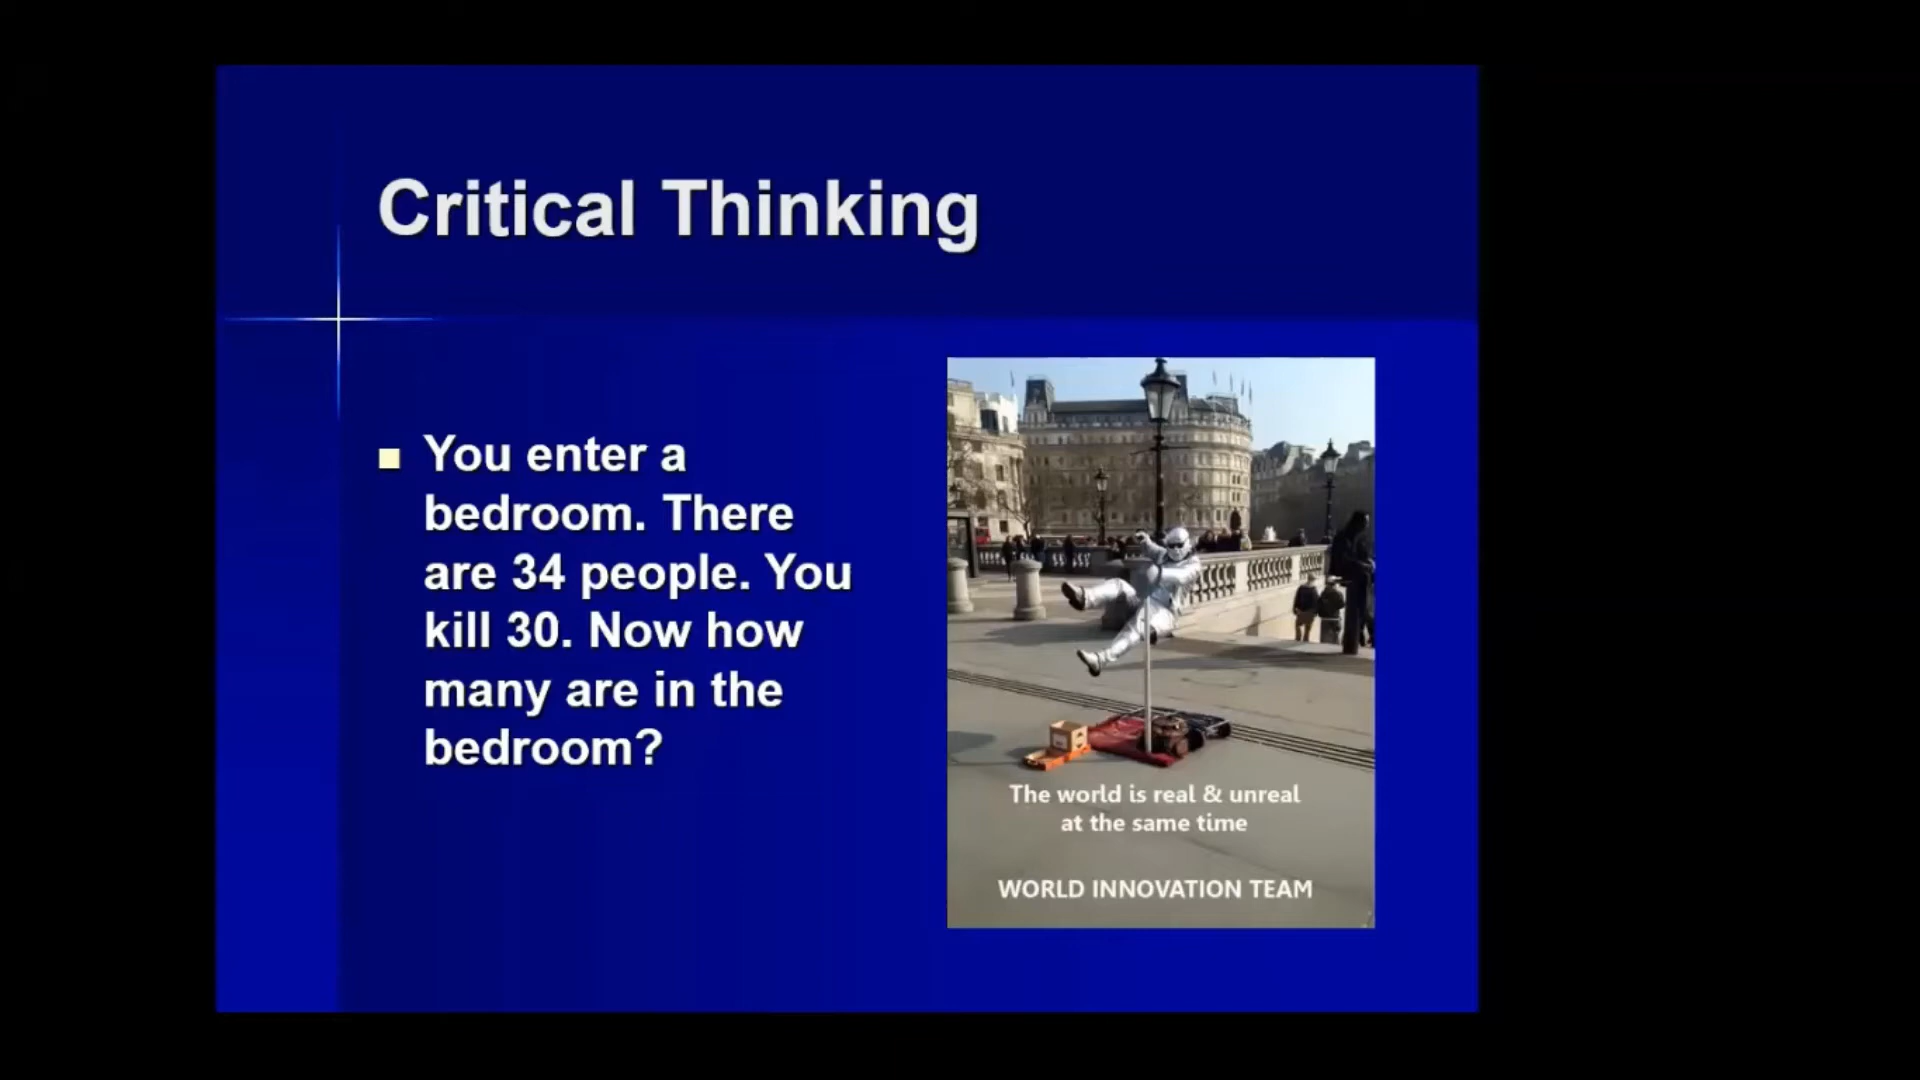 Critical Thinking
You enter a
bedroom. There
are 34 people. You
kill 30. Now how
many are in the
bedroom?
The world is real & unreal
at the same time
WORLD INNOVATION TEAM